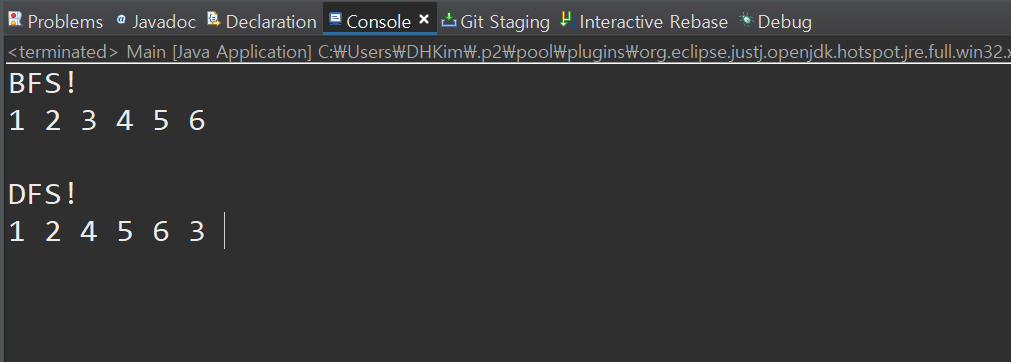 Problems @ Javadoc Declaration Console × Git Staging Interactive Rebase Debug
<terminated> Main [Java Application] C:₩Users₩DHKim₩.p2₩pool₩plugins₩org.eclipse.justj.openjdk.hotspot.jre.full.win32.x
BFS!
1 2 3 4 5 6
DFS!
1 2 4 5 6 3